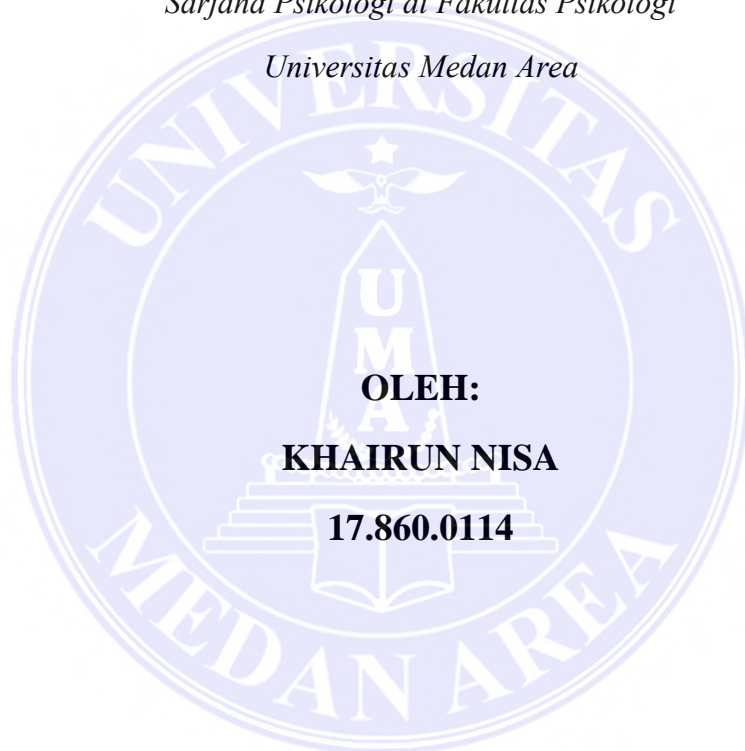 Sarjana Psikologi di Fakultas Psikologi
Universitas Medan Area
UNIVERSITAS
UMA
OLEH:
KHAIRUN NISA
17.860.0114
MEDAN AREA